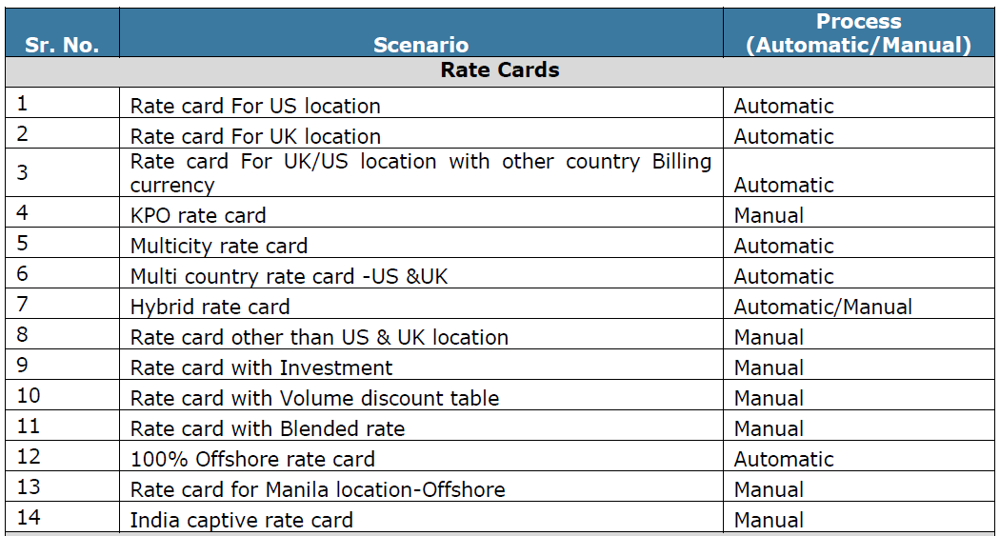 Sr. No. Scenario Process (Automatic/Manual)
Rate Cards
1 Rate card For US location Automatic
2 Rate card For UK location Automatic
3 Rate card For UK/US location with other country Billing
currency Automatic
4 KPO rate card Manual
5 Multicity rate card Automatic
6 Multi country rate card -US &UK Automatic
7 Hybrid rate card Automatic/Manual
8 Rate card other than US & UK location Manual
9 Rate card with Investment Manual
10 Rate card with Volume discount table Manual
11 Rate card with Blended rate Manual
12 100% Offshore rate card Automatic
13 Rate card for Manila location-Offshore Manual
14 India captive rate card Manual